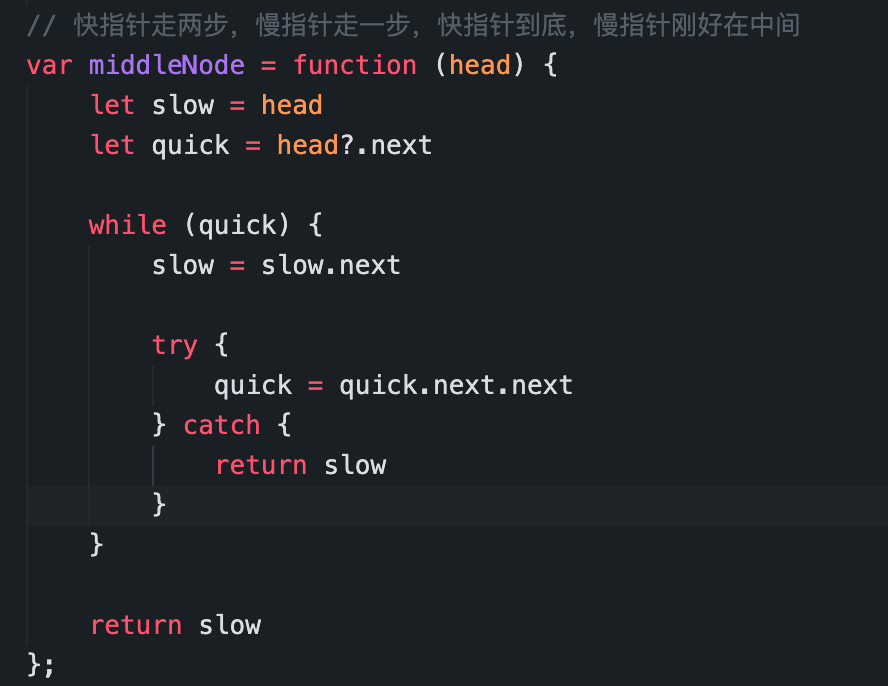 // 快指针走两步，慢指针走一步，快指针到底，慢指针刚好在中间
var middleNode = function (head) {
    let slow = head
    let quick = head?.next

    while (quick) {
        slow = slow.next

        try {
            quick = quick.next.next
        } catch {
            return slow
        }
    }

    return slow
};